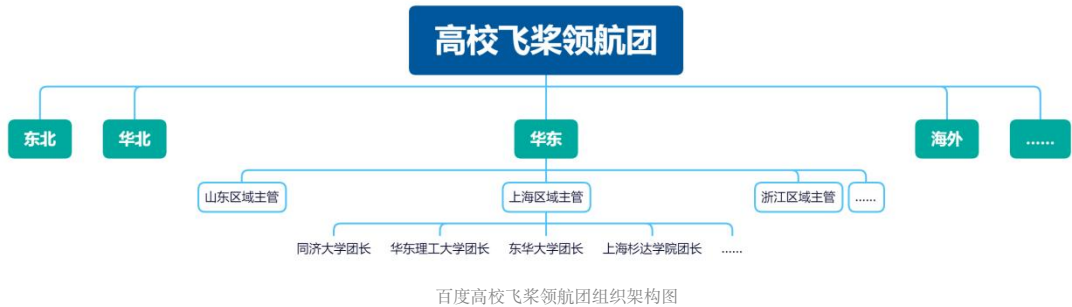 高校飞桨领航团
东北 华北 华东 海外 ......
山东区域主管 上海区域主管 浙江区域主管 ......
同济大学团长 华东理工大学团长 东华大学团长 上海杉达学院团长 ......
百度高校飞桨领航团组织架构图